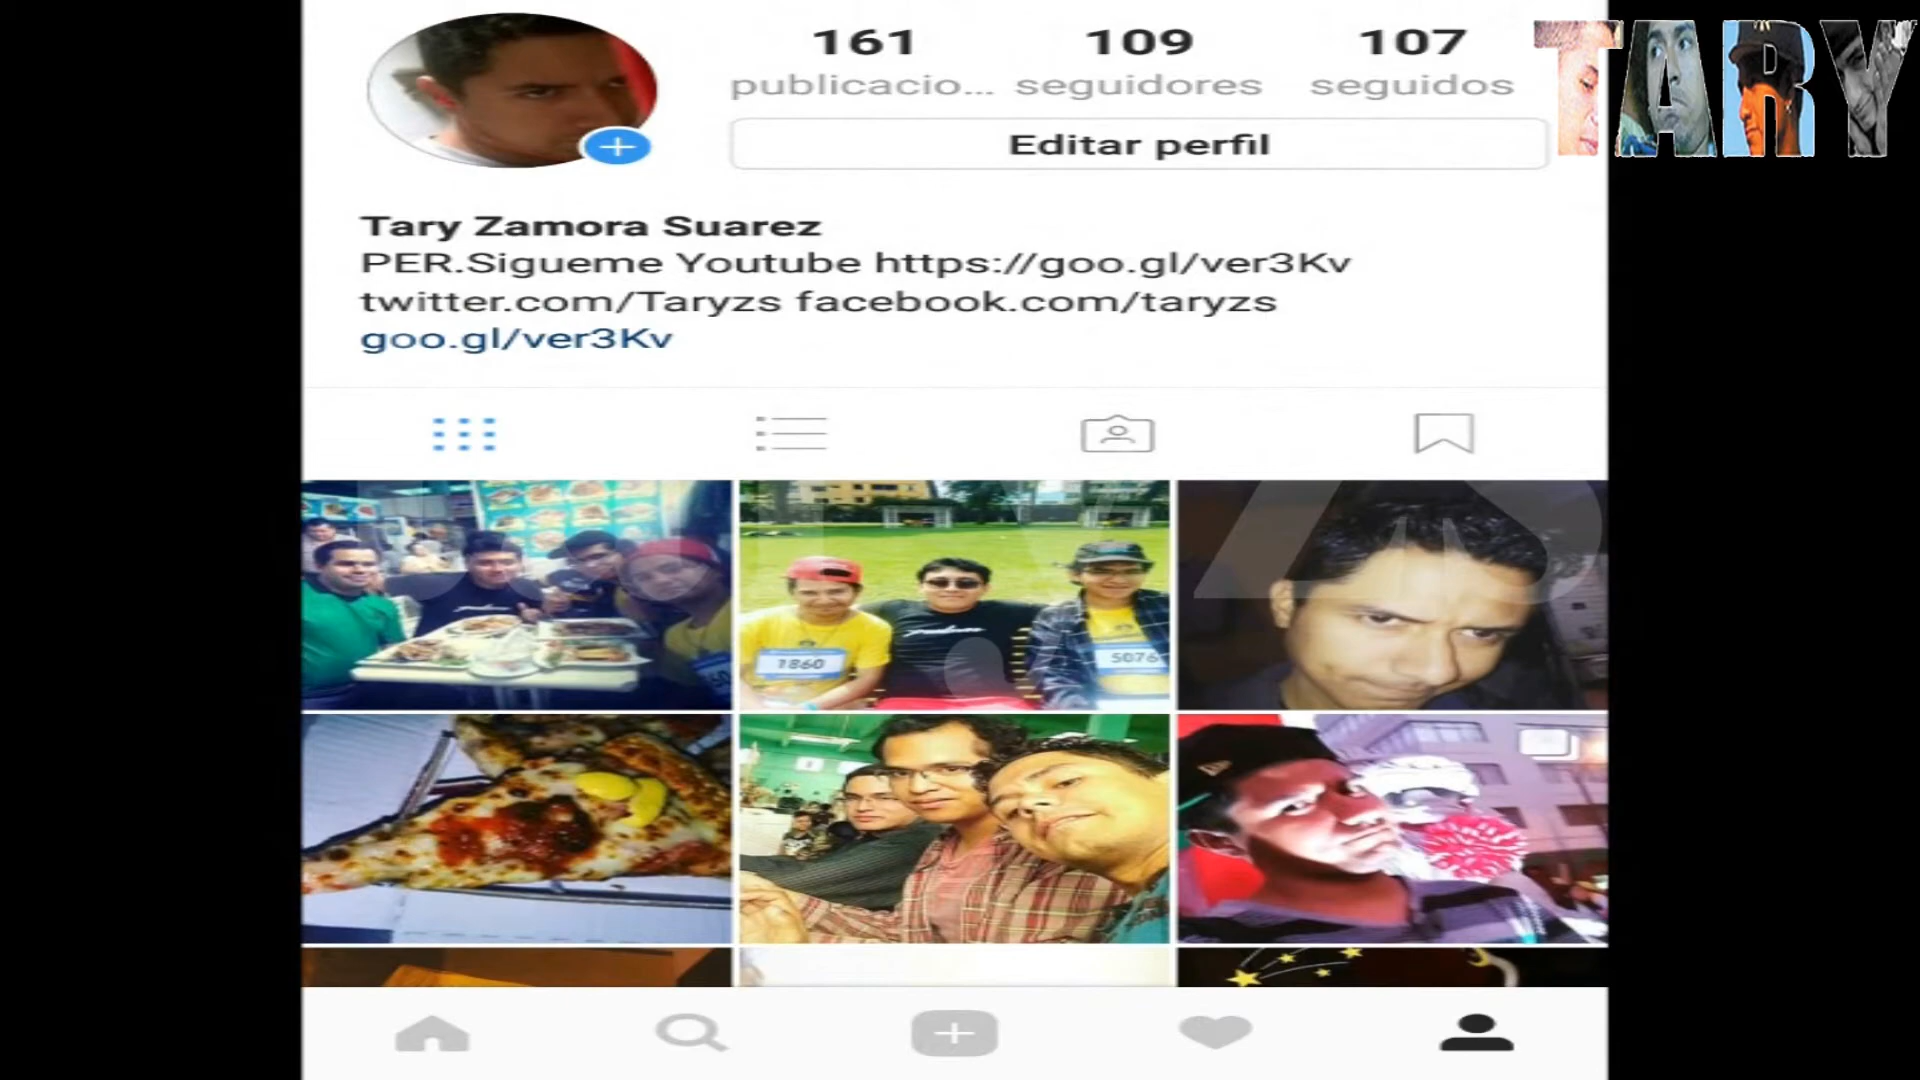 161 109 107
publicacio... seguidores seguidos
TARY
Editar perfil
Tary Zamora Suarez
PER.Sigueme Youtube https://goo.gl/ver3Kv
twitter.com/Taryzs facebook.com/taryzs
goo.gl/ver3Kv
1860
5076